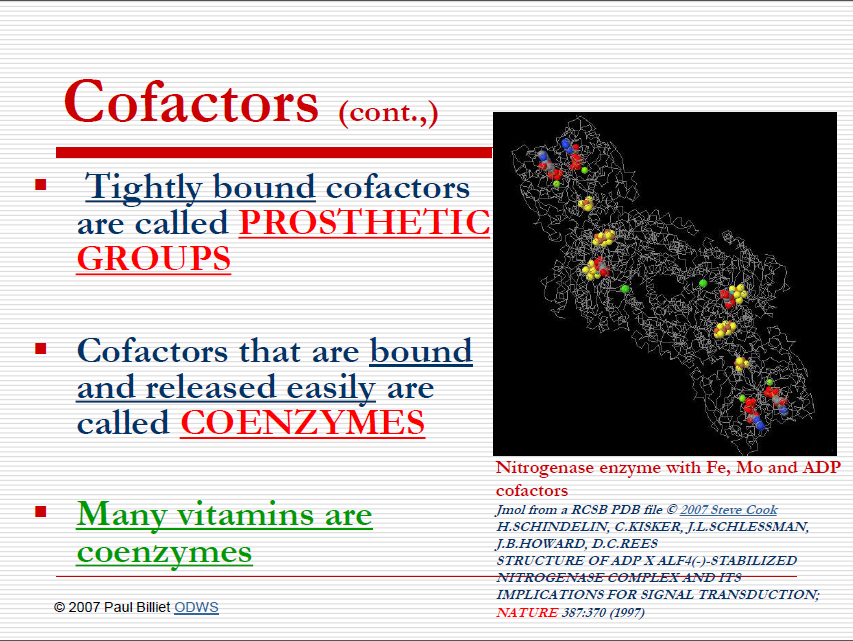 Cofactors (cont.,)
Tightly bound cofactors
are called PROSTHETIC
GROUPS
Cofactors that are bound
and released easily are
called COENZYMES
Many vitamins are
coenzymes
Nitrogenase enzyme with Fe, Mo and ADP
cofactors
Jmol from a RCSB PDB file © 2007 Steve Cook
H.SCHINDELIN, C.KISKER, J.L.SCHLESSMAN,
J.B.HOWARD, D.C.REES
STRUCTURE OF ADP X ALF4(-)-STABILIZED
NITROGENASE COMPLEX AND ITS
IMPLICATIONS FOR SIGNAL TRANSDUCTION;
NATURE 387:370 (1997)
© 2007 Paul Billiet ODWS